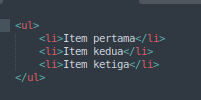 <ul>
<li>Item pertama</li>
<li>Item kedua</li>
<li>Item ketiga</li>
</ul>